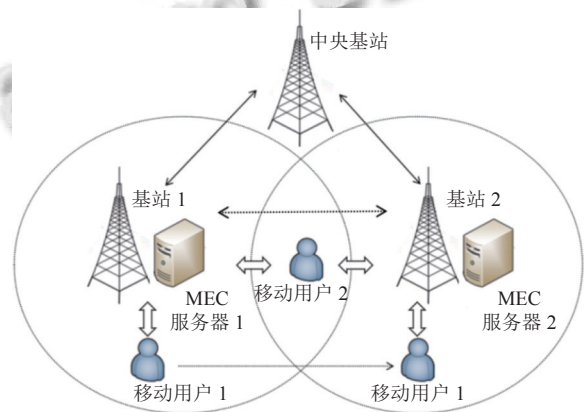 中央基站
基站 1
基站 2
移动用户 2
MEC
服务器 1
MEC
服务器 2
移动用户 1
移动用户 1